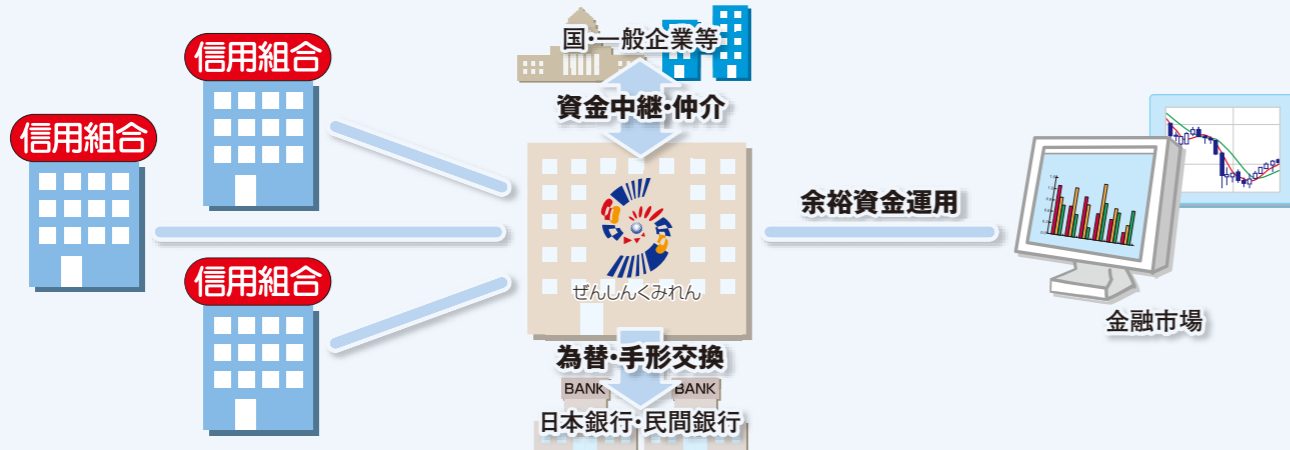 国・一般企業等
信用組合
資金中継・仲介
信用組合
余裕資金運用
信用組合
ぜんしんくみれん
金融市場
為替・手形交換
BANK
BANK
日本銀行・民間銀行